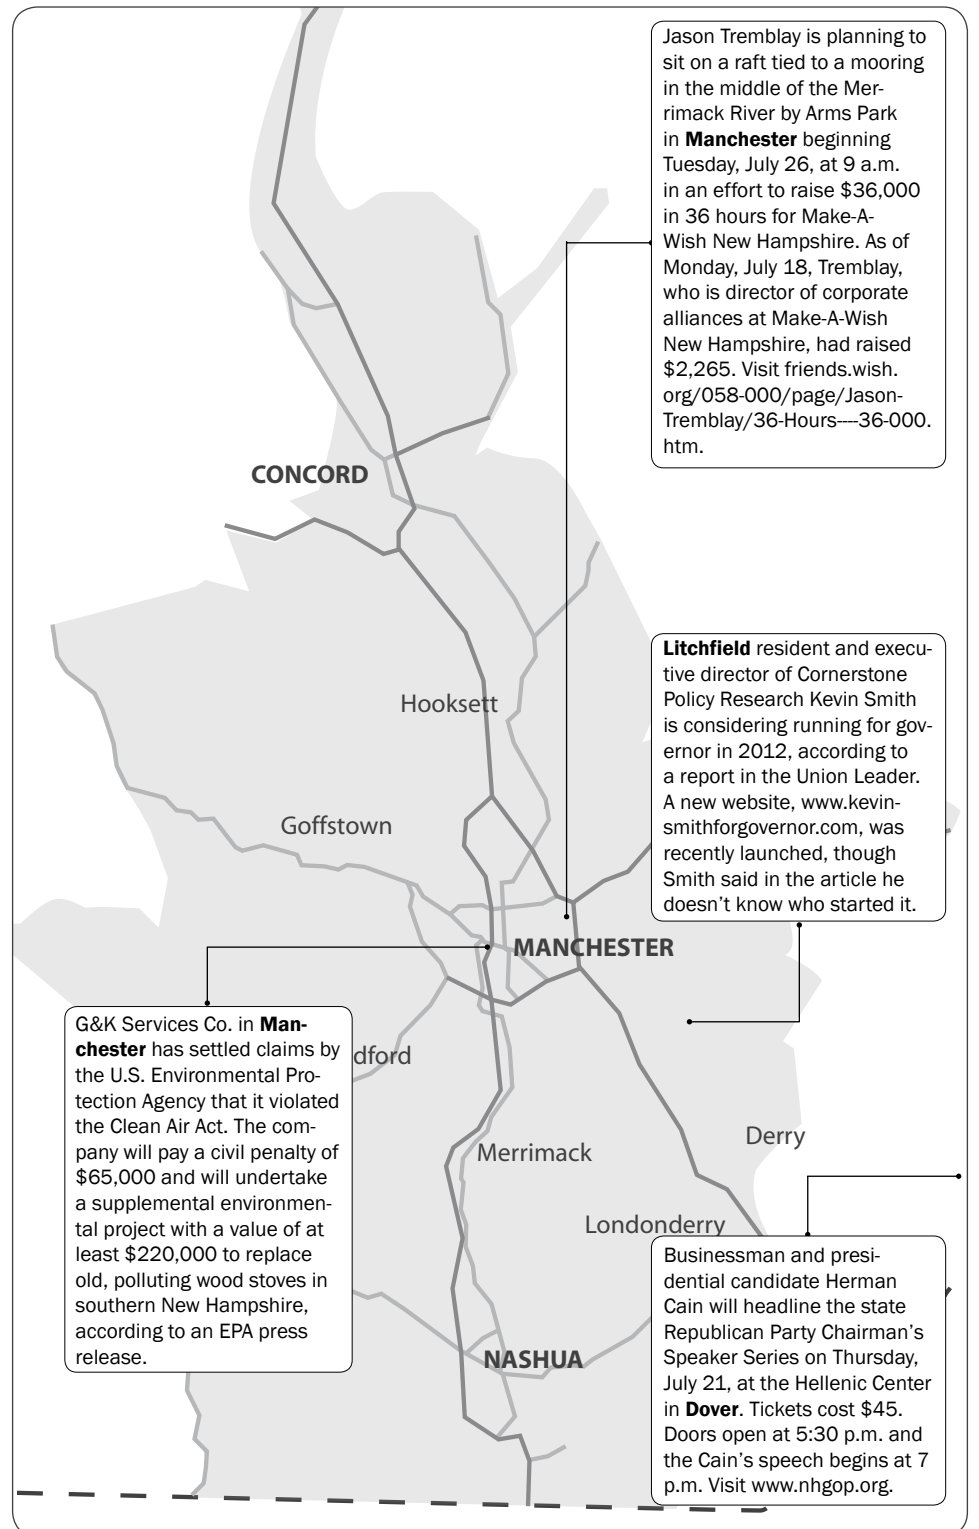 Jason Tremblay is planning to
sit on a raft tied to a mooring
in the middle of the Mer-
rimack River by Arms Park
in Manchester beginning
Tuesday, July 26, at 9 a.m.
in an effort to raise $36,000
in 36 hours for Make-A-
Wish New Hampshire. As of
Monday, July 18, Tremblay,
who is director of corporate
alliances at Make-A-Wish
New Hampshire, had raised
$2,265. Visit friends.wish.
org/058-000/page/Jason-
Tremblay/36-Hours----36-000.
htm.
CONCORD
Litchfield resident and execu-
tive director of Cornerstone
Policy Research Kevin Smith
is considering running for gov-
ernor in 2012, according to
a report in the Union Leader.
A new website, www.kevin-
smithforgovernor.com, was
recently launched, though
Smith said in the article he
doesn't know who started it.
Hooksett
Goffstown
MANCHESTER
G&K Services Co. in Man-
chester has settled claims by
the U.S. Environmental Pro-
tection Agency that it violated
the Clean Air Act. The com-
pany will pay a civil penalty of
$65,000 and will undertake
a supplemental environmen-
tal project with a value of at
least $220,000 to replace
old, polluting wood stoves in
southern New Hampshire,
according to an EPA press
release.
dford
Merrimack
Derry
Londonderry
Businessman and presi-
dential candidate Herman
Cain will headline the state
Republican Party Chairman's
Speaker Series on Thursday,
July 21, at the Hellenic Center
in Dover. Tickets cost $45.
Doors open at 5:30 p.m. and
the Cain's speech begins at 7
p.m. Visit www.nhgop.org.
NASHUA